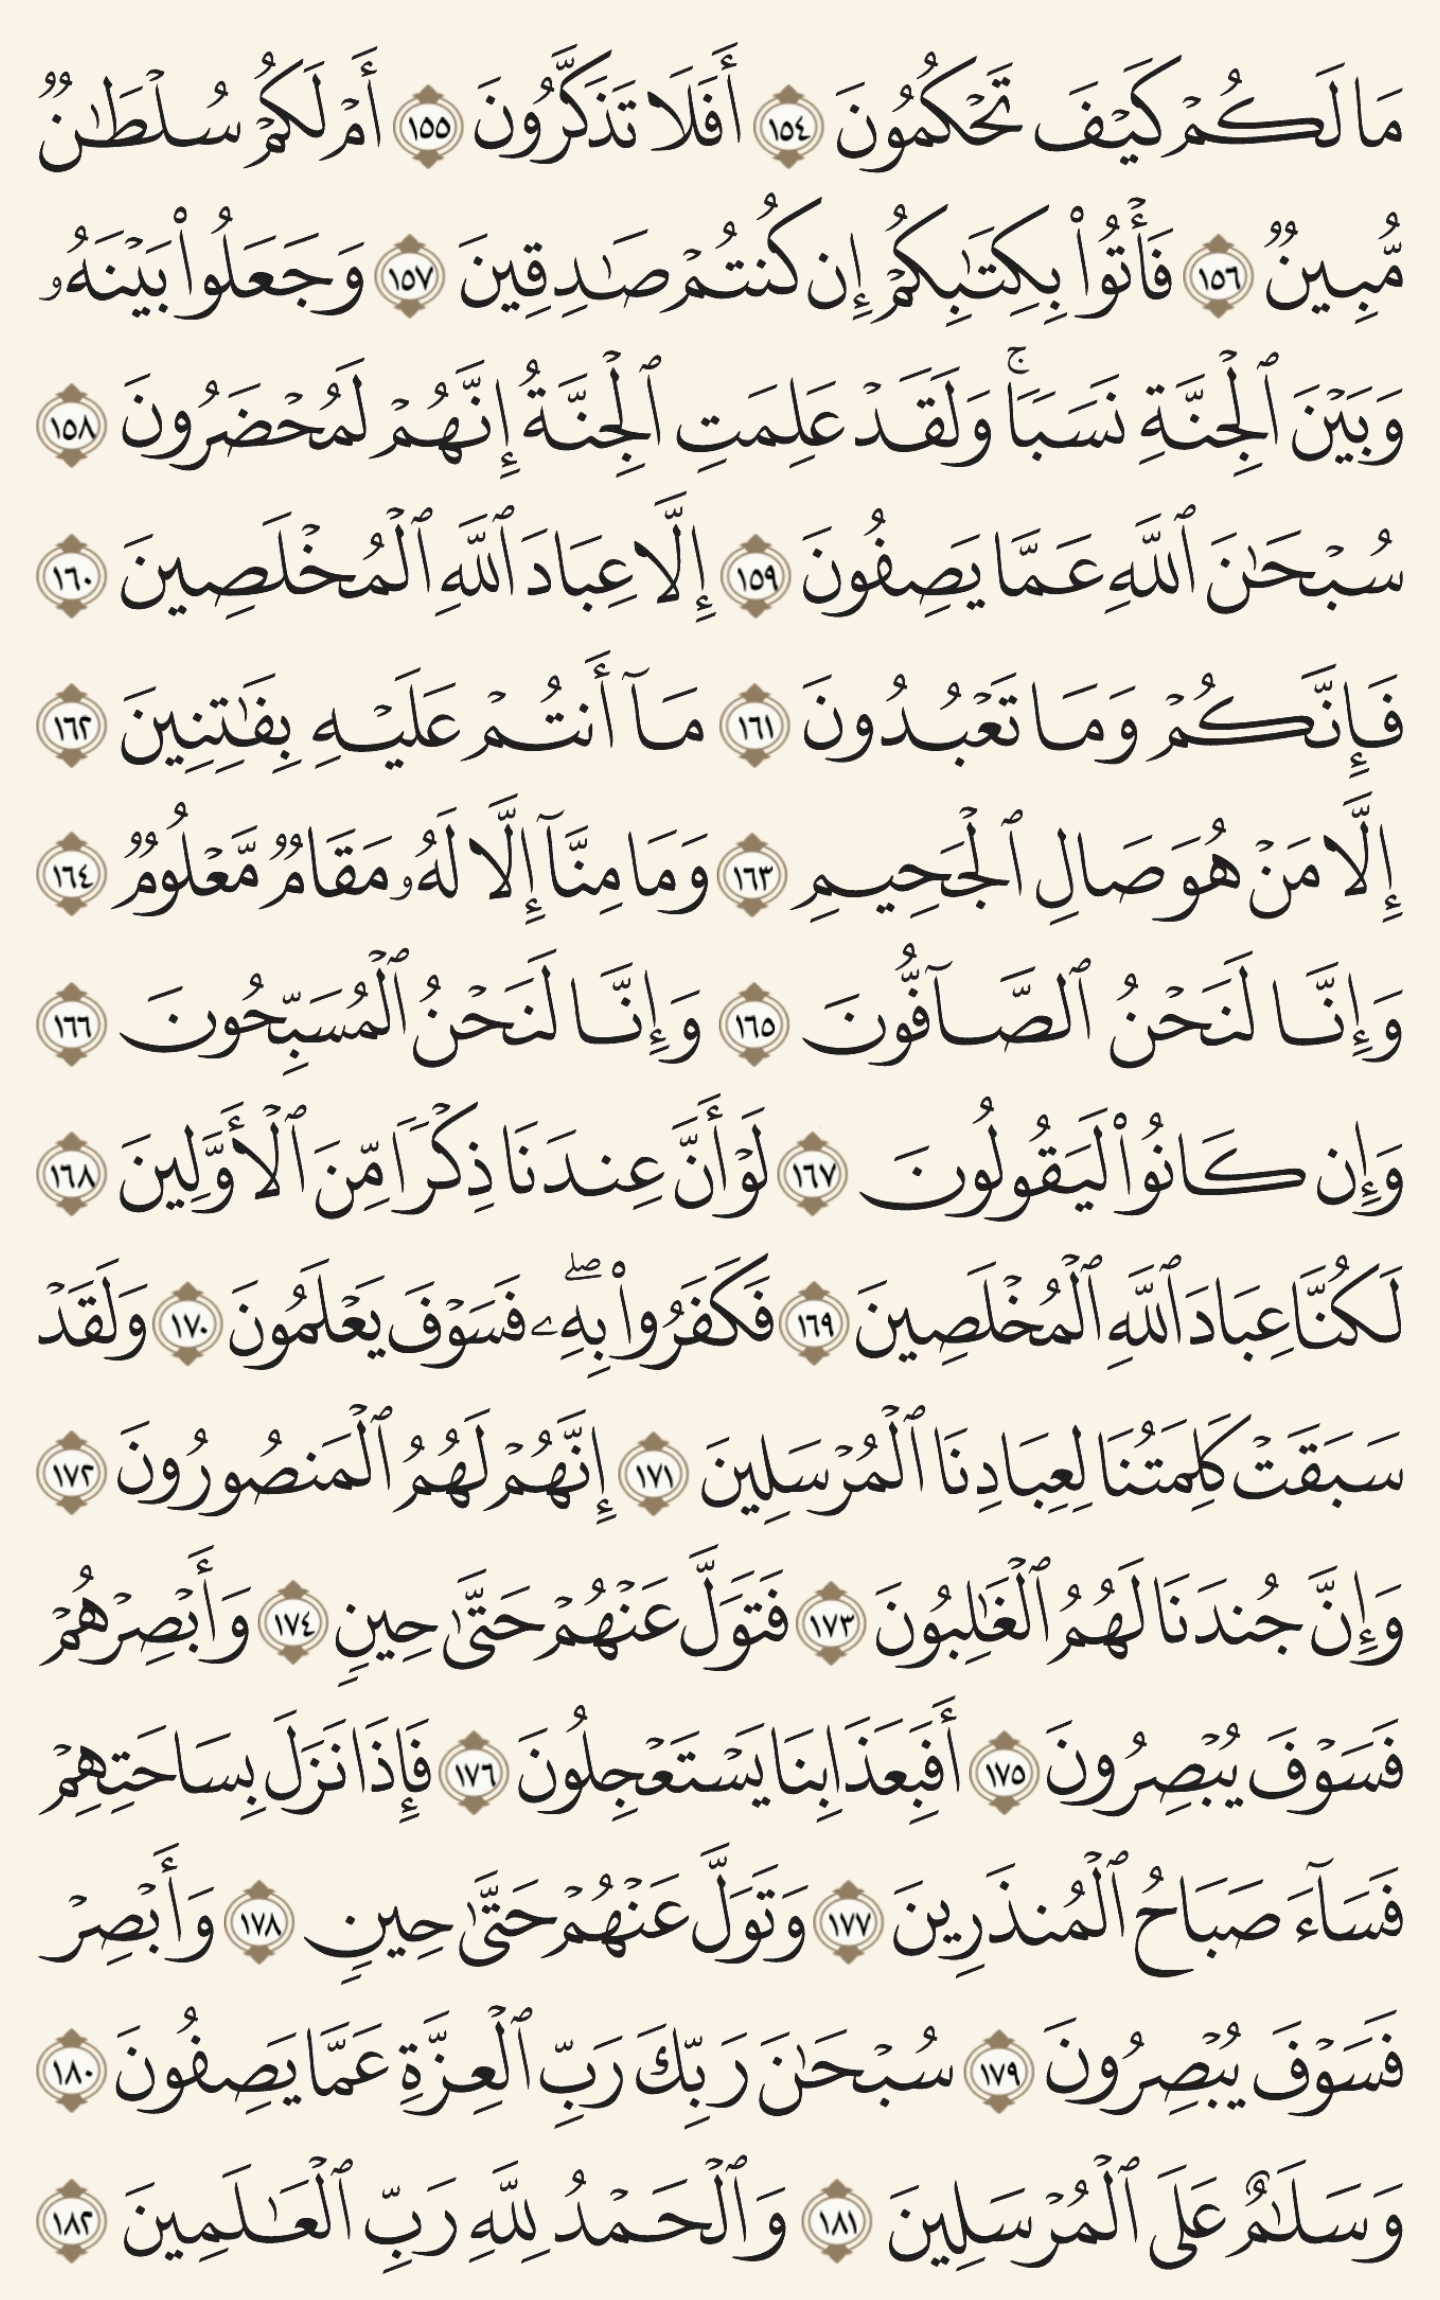 مَا لَكُمْ كَيْفَ تَحْكُمُونَ ١٥٤ أَفَلَا تَذَكَّرُونَ ١٥٥ أَمْ لَكُمْ سُلْطَٰنٌ
مُّبِينٌ ١٥٦ فَأْتُوا۟ بِكِتَٰبِكُمْ إِن كُنتُمْ صَٰدِقِينَ ١٥٧ وَجَعَلُوا۟ بَيْنَهُۥ
وَبَيْنَ ٱلْجِنَّةِ نَسَبًا ۚ وَلَقَدْ عَلِمَتِ ٱلْجِنَّةُ إِنَّهُمْ لَمُحْضَرُونَ ١٥٨
سُبْحَٰنَ ٱللَّهِ عَمَّا يَصِفُونَ ١٥٩ إِلَّا عِبَادَ ٱللَّهِ ٱلْمُخْلَصِينَ ١٦٠
فَإِنَّكُمْ وَمَا تَعْبُدُونَ ١٦١ مَآ أَنتُمْ عَلَيْهِ بِفَٰتِنِينَ ١٦٢
إِلَّا مَنْ هُوَ صَالِ ٱلْجَحِيمِ ١٦٣ وَمَا مِنَّآ إِلَّا لَهُۥ مَقَامٌ مَّعْلُومٌ ١٦٤
وَإِنَّا لَنَحْنُ ٱلصَّآفُّونَ ١٦٥ وَإِنَّا لَنَحْنُ ٱلْمُسَبِّحُونَ ١٦٦
وَإِن كَانُوا۟ لَيَقُولُونَ ١٦٧ لَوْ أَنَّ عِندَنَا ذِكْرًا مِّنَ ٱلْأَوَّلِينَ ١٦٨
لَكُنَّا عِبَادَ ٱللَّهِ ٱلْمُخْلَصِينَ ١٦٩ فَكَفَرُوا۟ بِهِۦ ۖ فَسَوْفَ يَعْلَمُونَ ١٧٠ وَلَقَدْ
سَبَقَتْ كَلِمَتُنَا لِعِبَادِنَا ٱلْمُرْسَلِينَ ١٧١ إِنَّهُمْ لَهُمُ ٱلْمَنصُورُونَ ١٧٢
وَإِنَّ جُندَنَا لَهُمُ ٱلْغَٰلِبُونَ ١٧٣ فَتَوَلَّ عَنْهُمْ حَتَّىٰ حِينٍ ١٧٤ وَأَبْصِرْهُمْ
فَسَوْفَ يُبْصِرُونَ ١٧٥ أَفَبِعَذَابِنَا يَسْتَعْجِلُونَ ١٧٦ فَإِذَا نَزَلَ بِسَاحَتِهِمْ
فَسَآءَ صَبَاحُ ٱلْمُنذَرِينَ ١٧٧ وَتَوَلَّ عَنْهُمْ حَتَّىٰ حِينٍ ١٧٨ وَأَبْصِرْ
فَسَوْفَ يُبْصِرُونَ ١٧٩ سُبْحَٰنَ رَبِّكَ رَبِّ ٱلْعِزَّةِ عَمَّا يَصِفُونَ ١٨٠
وَسَلَٰمٌ عَلَى ٱلْمُرْسَلِينَ ١٨١ وَٱلْحَمْدُ لِلَّهِ رَبِّ ٱلْعَٰلَمِينَ ١٨٢